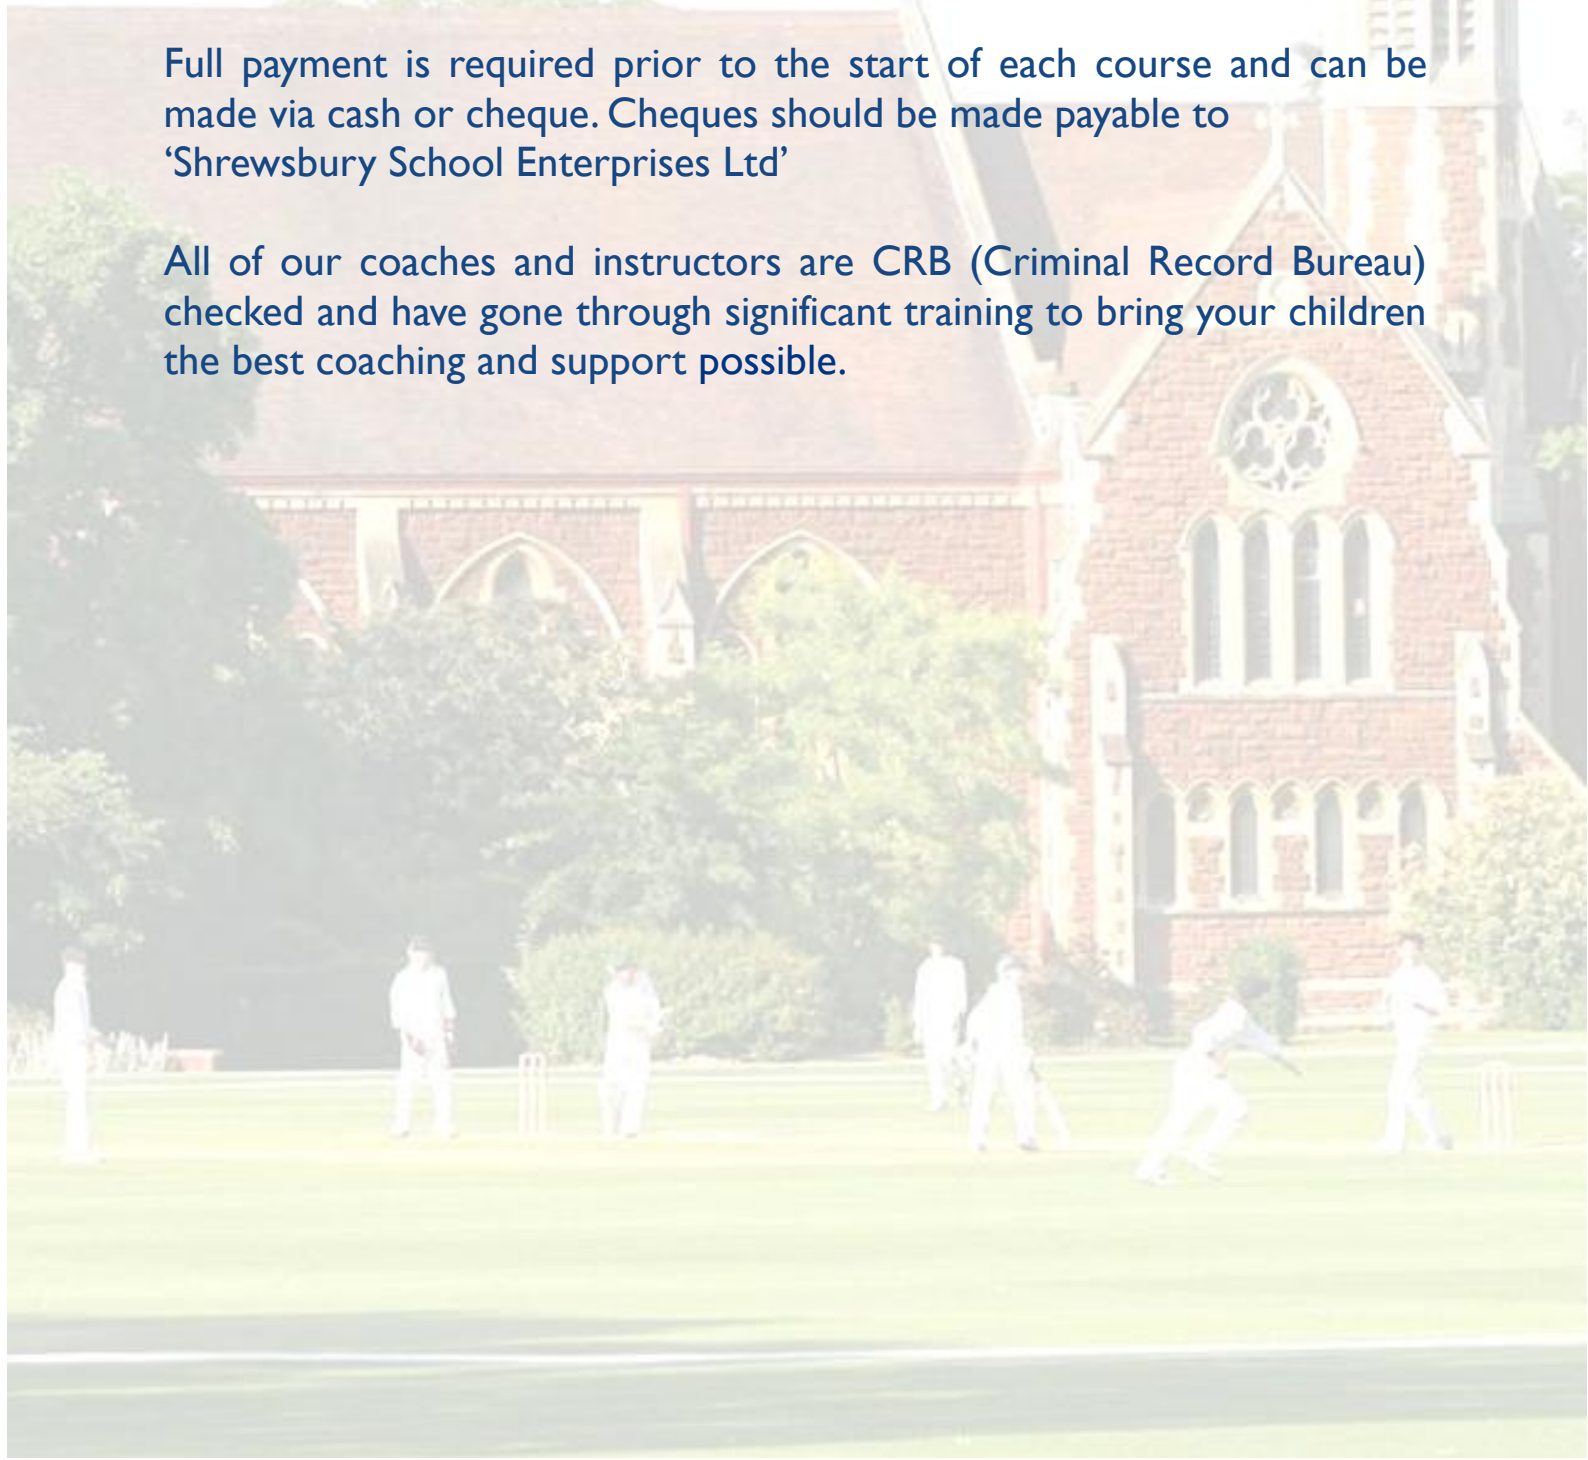 Full payment is required prior to the start of each course and can be
made via cash or cheque. Cheques should be made payable to
‘Shrewsbury School Enterprises Ltd’
All of our coaches and instructors are CRB (Criminal Record Bureau)
checked and have gone through significant training to bring your children
the best coaching and support possible.